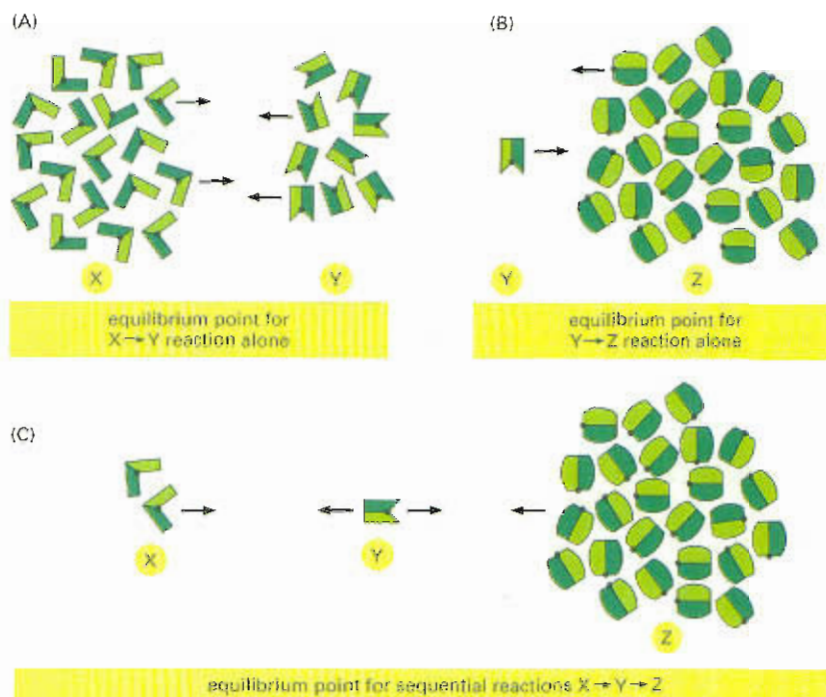 (A)
(B)
X
Y
Y
Z
equilibrium point for
X→Y reaction alone
equilibrium point for
Y→Z reaction alone
(C)
X
Y
Z
equilibrium point for sequential reactions X→Y→Z